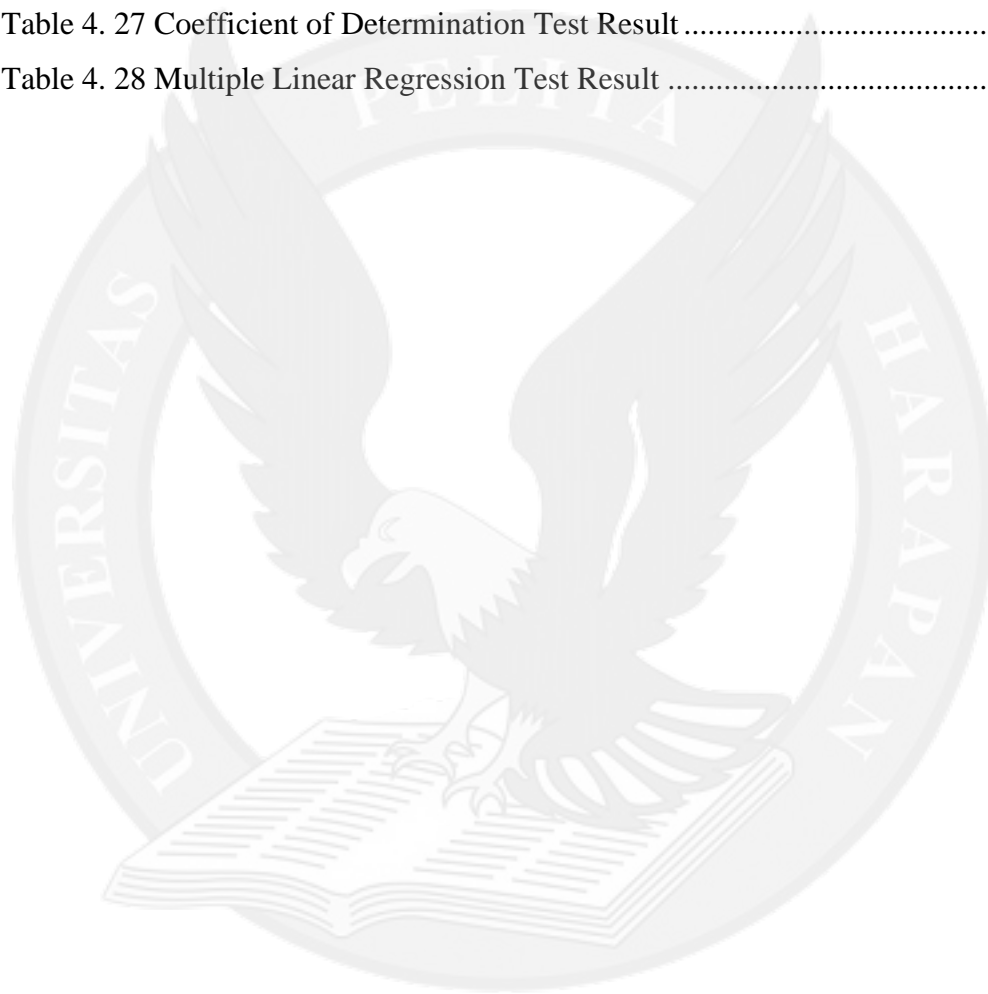 Table 4. 27 Coefficient of Determination Test Result ......................................
Table 4. 28 Multiple Linear Regression Test Result ........................................
UNIVERSITAS PELITA HARAPAN